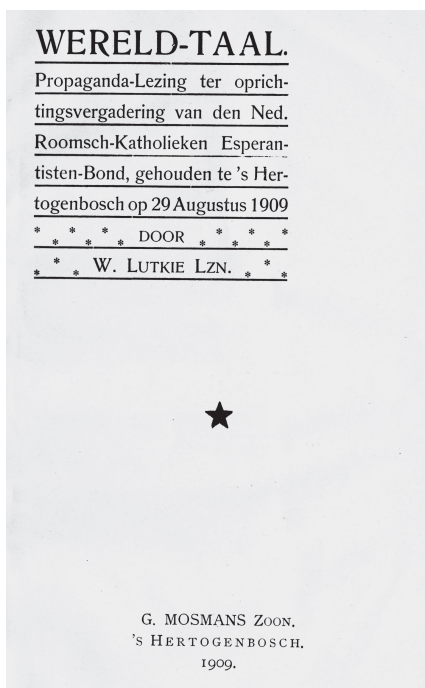 WERELD-TAAL.
Propaganda-Lezing ter oprich-
tingsvergadering van den Ned.
Roomsch-Katholieken Esperan-
tisten-Bond, gehouden te 's Her-
togenbosch op 29 Augustus 1909
DOOR
W. LUTKIE LZN.
G. MOSMANS ZOON.
'S HERTOGENBOSCH.
1909.